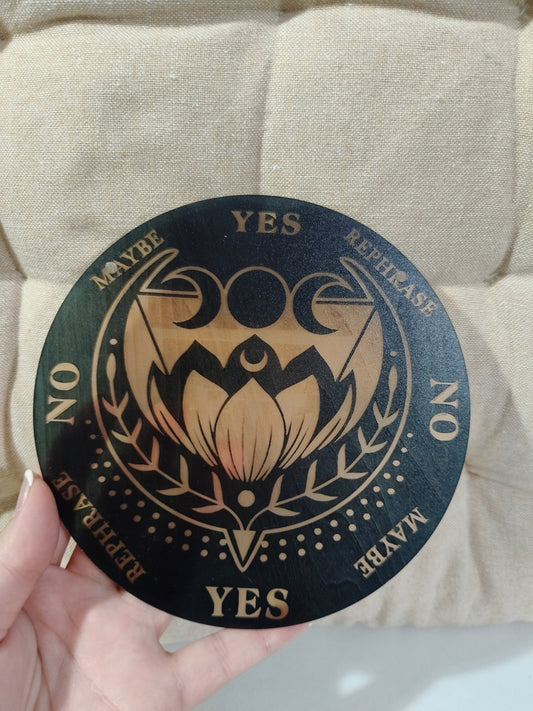 YES
REPHRASE
NO
MAYBE
YES
REPHRASE
NO
MAYBE